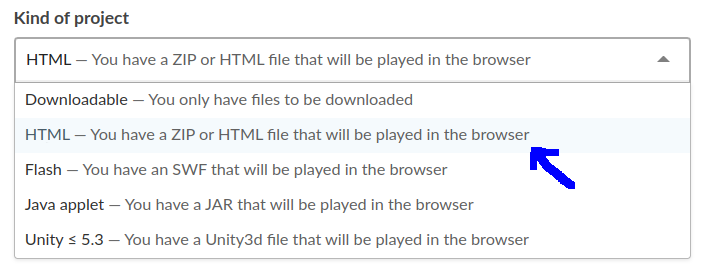 Kind of project
HTML — You have a ZIP or HTML file that will be played in the browser
Downloadable — You only have files to be downloaded
HTML — You have a ZIP or HTML file that will be played in the browser
Flash — You have an SWF that will be played in the browser
Java applet — You have a JAR that will be played in the browser
Unity ≤ 5.3 — You have a Unity3d file that will be played in the browser